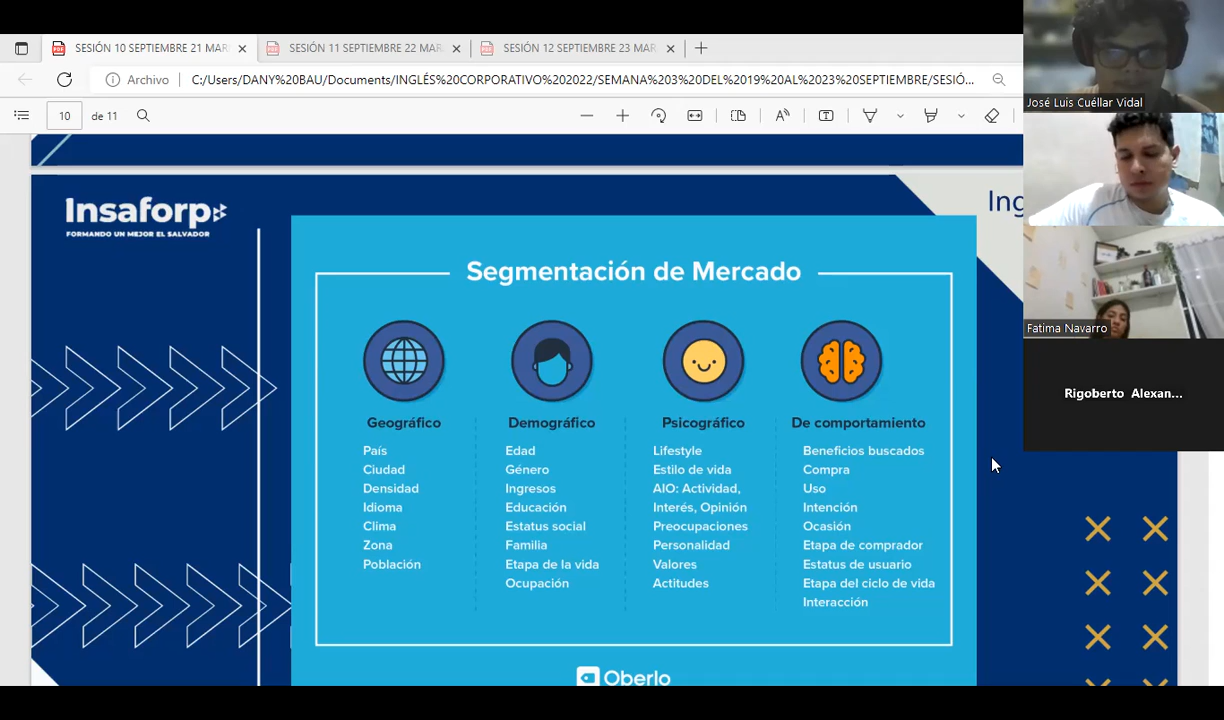 SESIÓN 10 SEPTIEMBRE 21 MAR
SESIÓN 11 SEPTIEMBRE 22 MAR
SESIÓN 12 SEPTIEMBRE 23 MAR
Archivo
C:/Users/DANY%20BAU/Documents/INGLÉS%20CORPORATIVO%202022/SEMANA%203%20DEL%2019%20AL%2023%20SEPTIEMBRE/SESIÓ...
10 de 11
José Luis Cuéllar Vidal
Fatima Navarro
Rigoberto Alexan...
Insaforp
FORMANDO UN MEJOR EL SALVADOR
Ing
Segmentación de Mercado
Geográfico
País
Ciudad
Densidad
Idioma
Clima
Zona
Población
Demográfico
Edad
Género
Ingresos
Educación
Estatus social
Familia
Etapa de la vida
Ocupación
Psicográfico
Lifestyle
Estilo de vida
AIO: Actividad,
Interés, Opinión
Preocupaciones
Personalidad
Valores
Actitudes
De comportamiento
Beneficios buscados
Compra
Uso
Intención
Ocasión
Etapa de comprador
Estatus de usuario
Etapa del ciclo de vida
Interacción
Oberlo